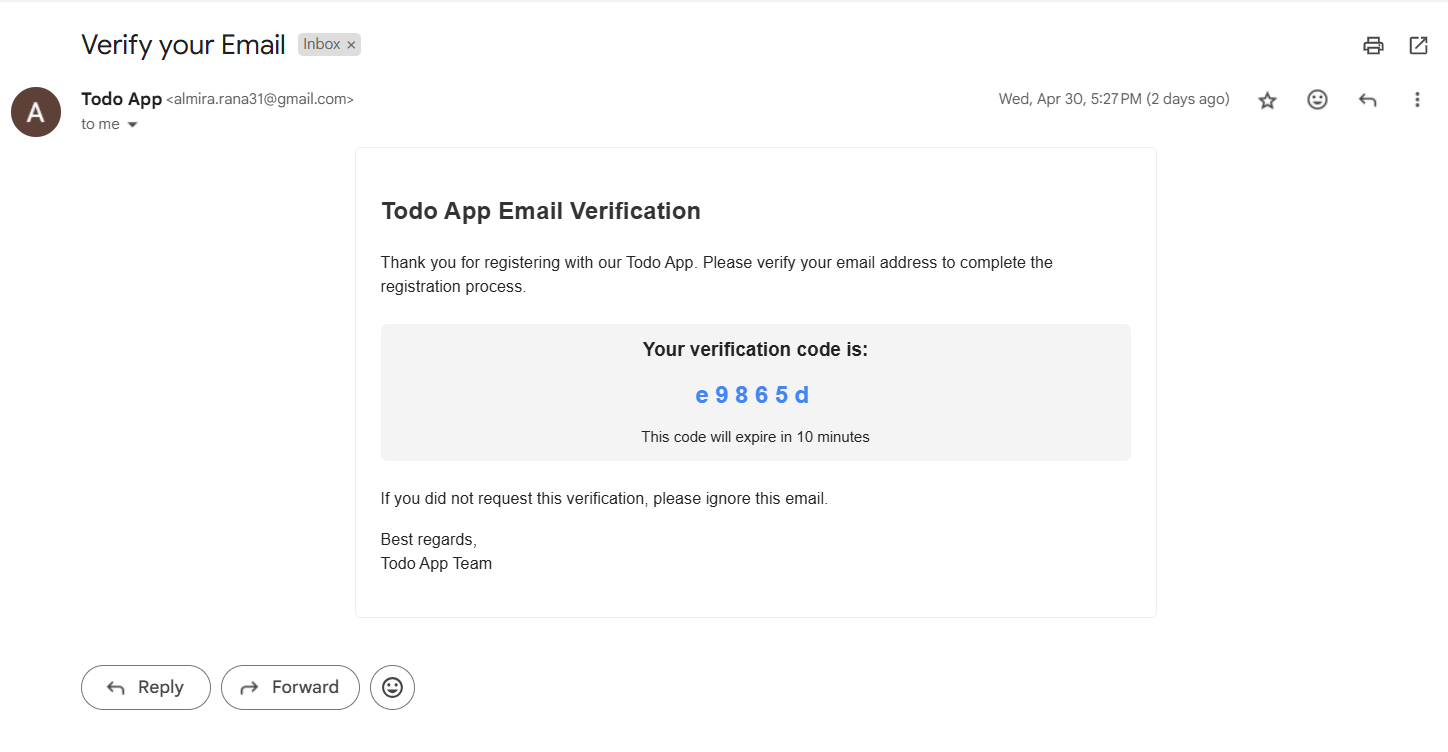 Verify your Email Inbox ×
Todo App <almira.rana31@gmail.com> Wed, Apr 30, 5:27 PM (2 days ago)
A
to me
Todo App Email Verification
Thank you for registering with our Todo App. Please verify your email address to complete the
registration process.
Your verification code is:
e 9 8 6 5 d
This code will expire in 10 minutes
If you did not request this verification, please ignore this email.
Best regards,
Todo App Team
Reply Forward